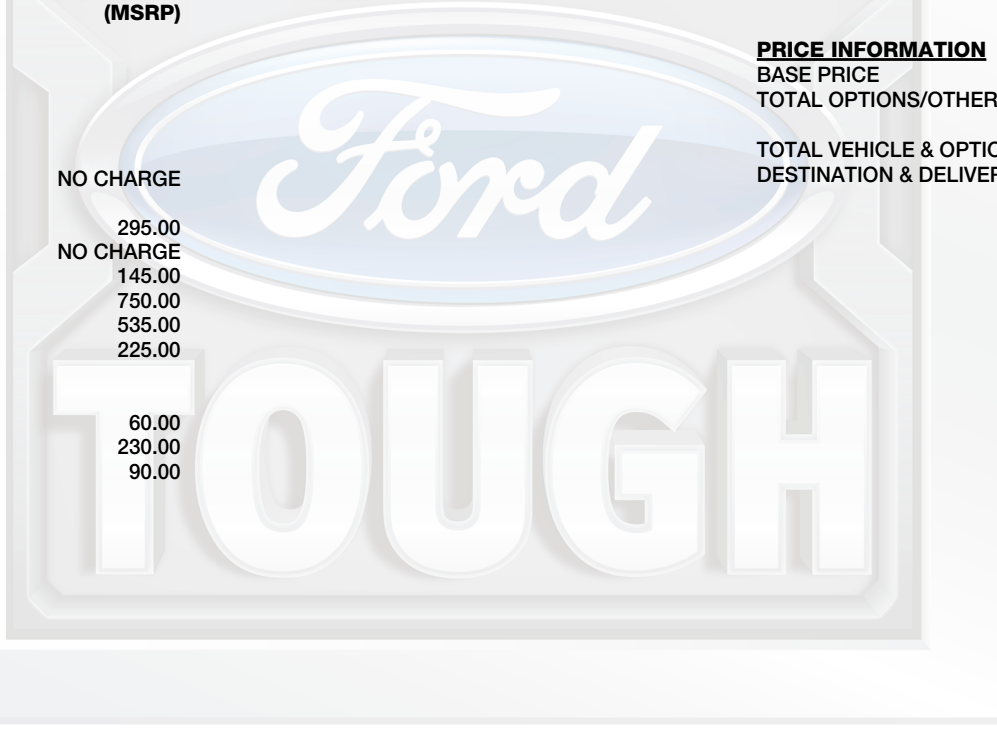 (MSRP)
NO CHARGE
295.00
NO CHARGE
145.00
750.00
535.00
225.00
60.00
230.00
90.00
PRICE INFORMATION
BASE PRICE
TOTAL OPTIONS/OTHER
TOTAL VEHICLE & OPTIO
DESTINATION & DELIVER
Ford
TOUGH